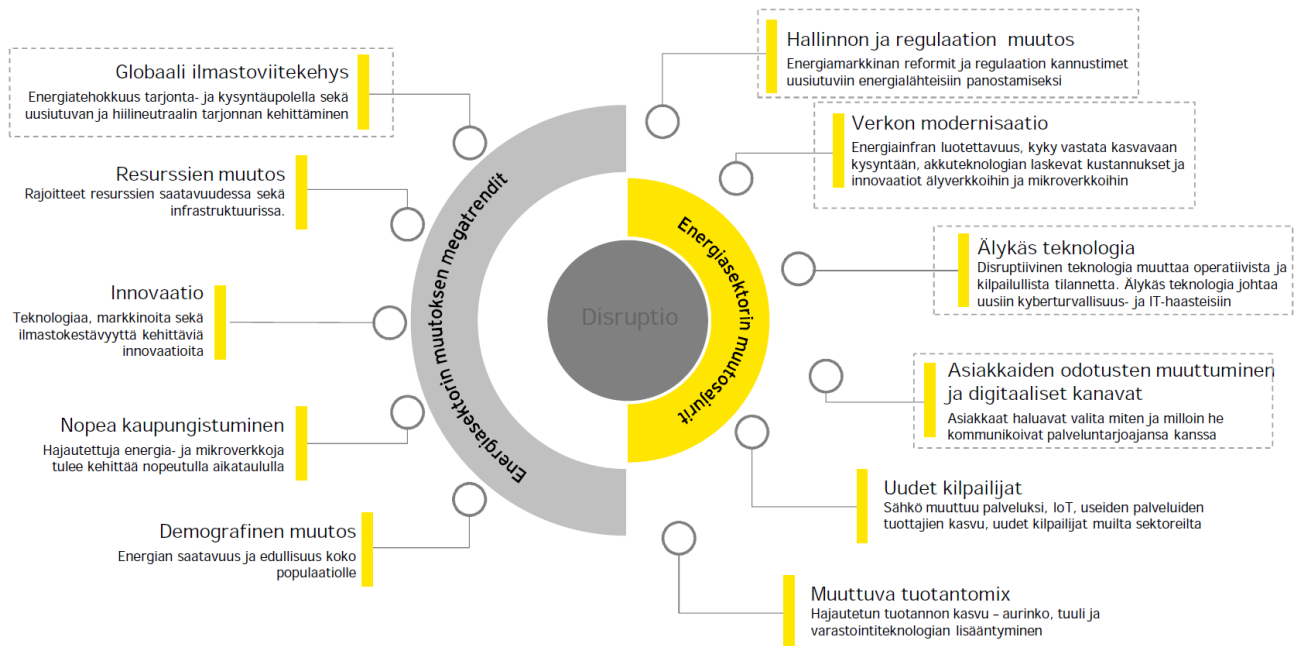 Globaali ilmastoviitekehys
Energiatehokkuus tarjonta- ja kysyntäupolella sekä
uusiutuvan ja hiilineutraalin tarjonnan kehittäminen
Resurssien muutos
Rajoitteet resurssien saatavuudessa sekä
infrastruktuurissa.
Innovaatio
Teknologiaa, markkinoita sekä
ilmastokestävyyttä kehittäviä
innovaatioita
Nopea kaupungistuminen
Hajautettuja energia- ja mikroverkkoja
tulee kehittää nopeutulla aikataululla
Demografinen muutos
Energian saatavuus ja edullisuus koko
populaatiolle
Energiasektorin muutoksen megatrendit
Disruptio
Energiasektorin muutosajurit
Hallinnon ja regulaation muutos
Energiamarkkinan reformit ja regulaation kannustimet
uusiutuviin energialähteisiin panostamiseksi
Verkon modernisaatio
Energiainfran luotettavuus, kyky vastata kasvavaan
kysyntään, akkuteknologian laskevat kustannukset ja
innovaatiot älyverkkoihin ja mikroverkkoihin
Älykäs teknologia
Disruptiivinen teknologia muuttaa operatiivista ja
kilpailullista tilannetta. Älykäs teknologia johtaa
uusiin kyberturvallisuus- ja IT-haasteisiin
Asiakkaiden odotusten muuttuminen
ja digitaaliset kanavat
Asiakkaat haluavat valita miten ja milloin he
kommunikoivat palveluntarjoajansa kanssa
Uudet kilpailijat
Sähkö muuttuu palveluksi, IoT, useiden palveluiden
tuottajien kasvu, uudet kilpailijat muilta sektoreilta
Muuttuva tuotantomix
Hajautetun tuotannon kasvu – aurinko, tuuli ja
varastointiteknologian lisääntyminen